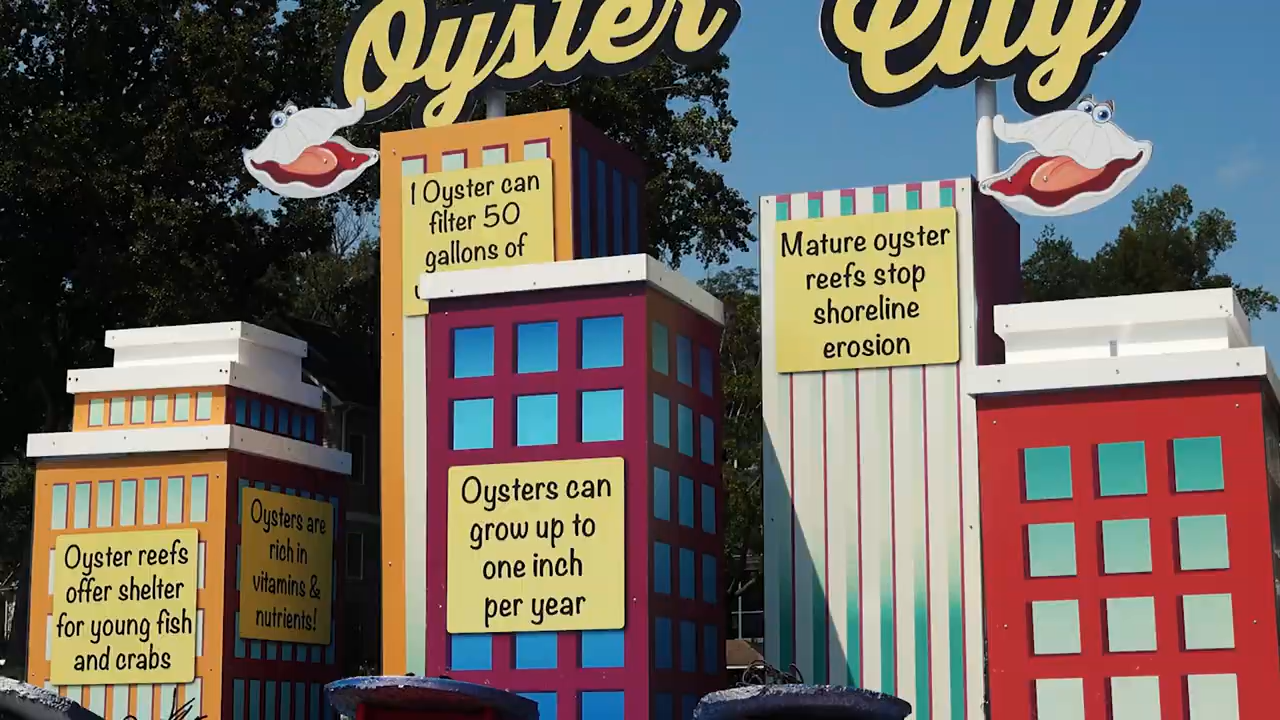 Oyster City
1 Oyster can
filter 50
gallons of
Mature oyster
reefs stop
shoreline
erosion
Oysters can
grow up to
one inch
per year
Oysters are
rich in
vitamins &
nutrients!
Oyster reefs
offer shelter
for young fish
and crabs